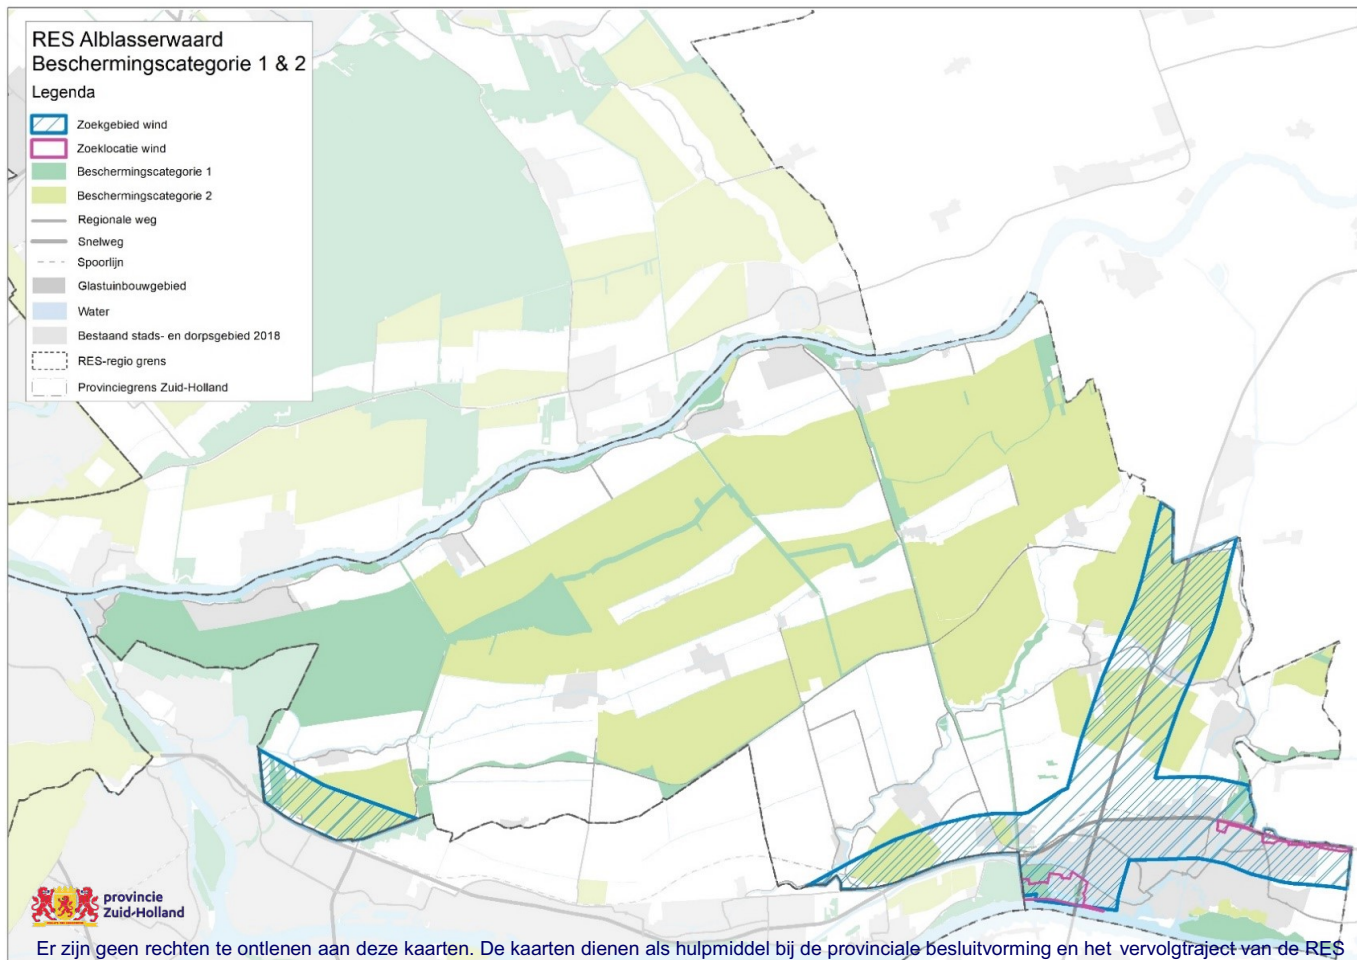 RES Alblasserwaard
Beschermingscategorie 1 & 2
Legenda
Zoekgebied wind
Zoeklocatie wind
Beschermingscategorie 1
Beschermingscategorie 2
Regionale weg
Snelweg
Spoorlijn
Glastuinbouwgebied
Water
Bestaand stads- en dorpsgebied 2018
RES-regio grens
Provinciegrens Zuid-Holland
provincie
Zuid-Holland
Er zijn geen rechten te ontlenen aan deze kaarten. De kaarten dienen als hulpmiddel bij de provinciale besluitvorming en het vervolgtraject van de RES